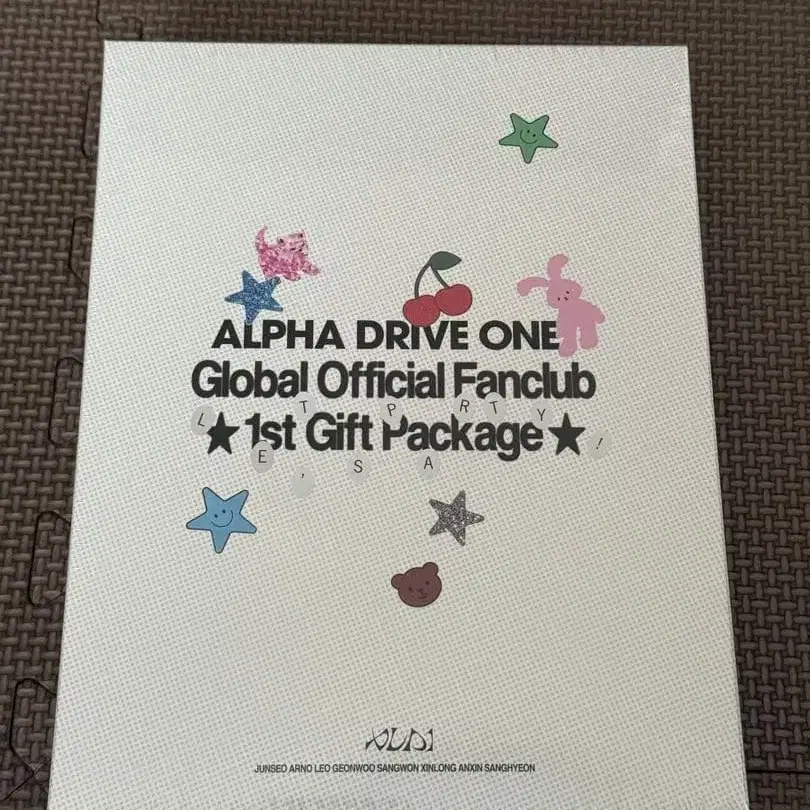 ALPHA DRIVE ONE
Global Official Fanclub
★1st Gift Package★
LET'S PARTY!
ALD1
JUNSEO ARNO LEO GEONWOO SANGWON XINLONG ANXIN SANGHYEON